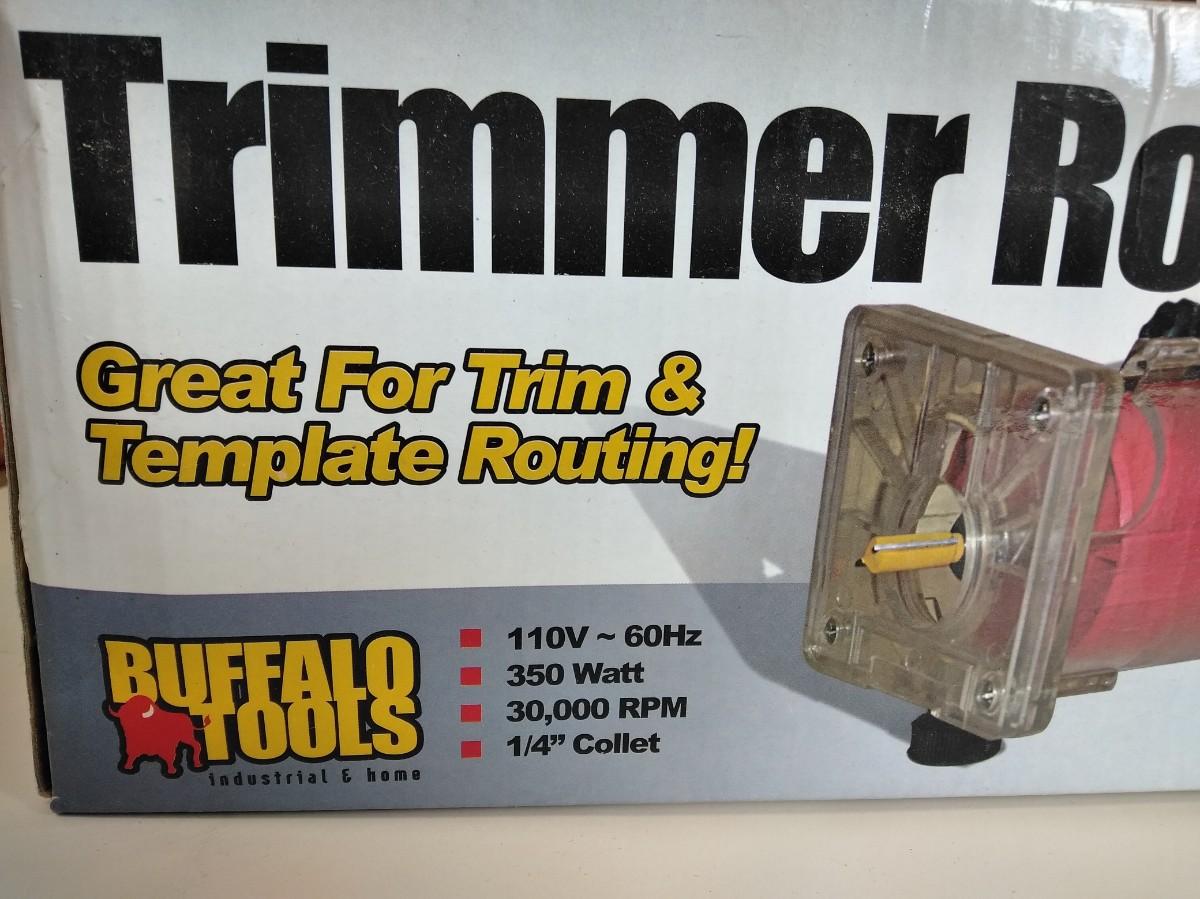 Trimmer Ro
Great For Trim &
Template Routing!
BUFFALO
TOOLS
industrial & home
110V ~ 60Hz
350 Watt
30,000 RPM
1/4” Collet